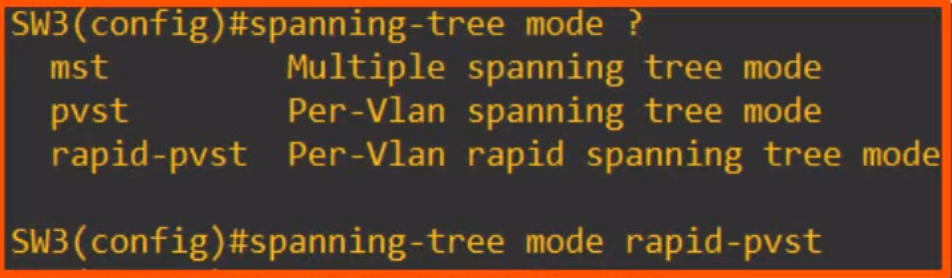 SW3(config)#spanning-tree mode ?
mst Multiple spanning tree mode
pvst Per-Vlan spanning tree mode
rapid-pvst Per-Vlan rapid spanning tree mode
SW3(config)#spanning-tree mode rapid-pvst